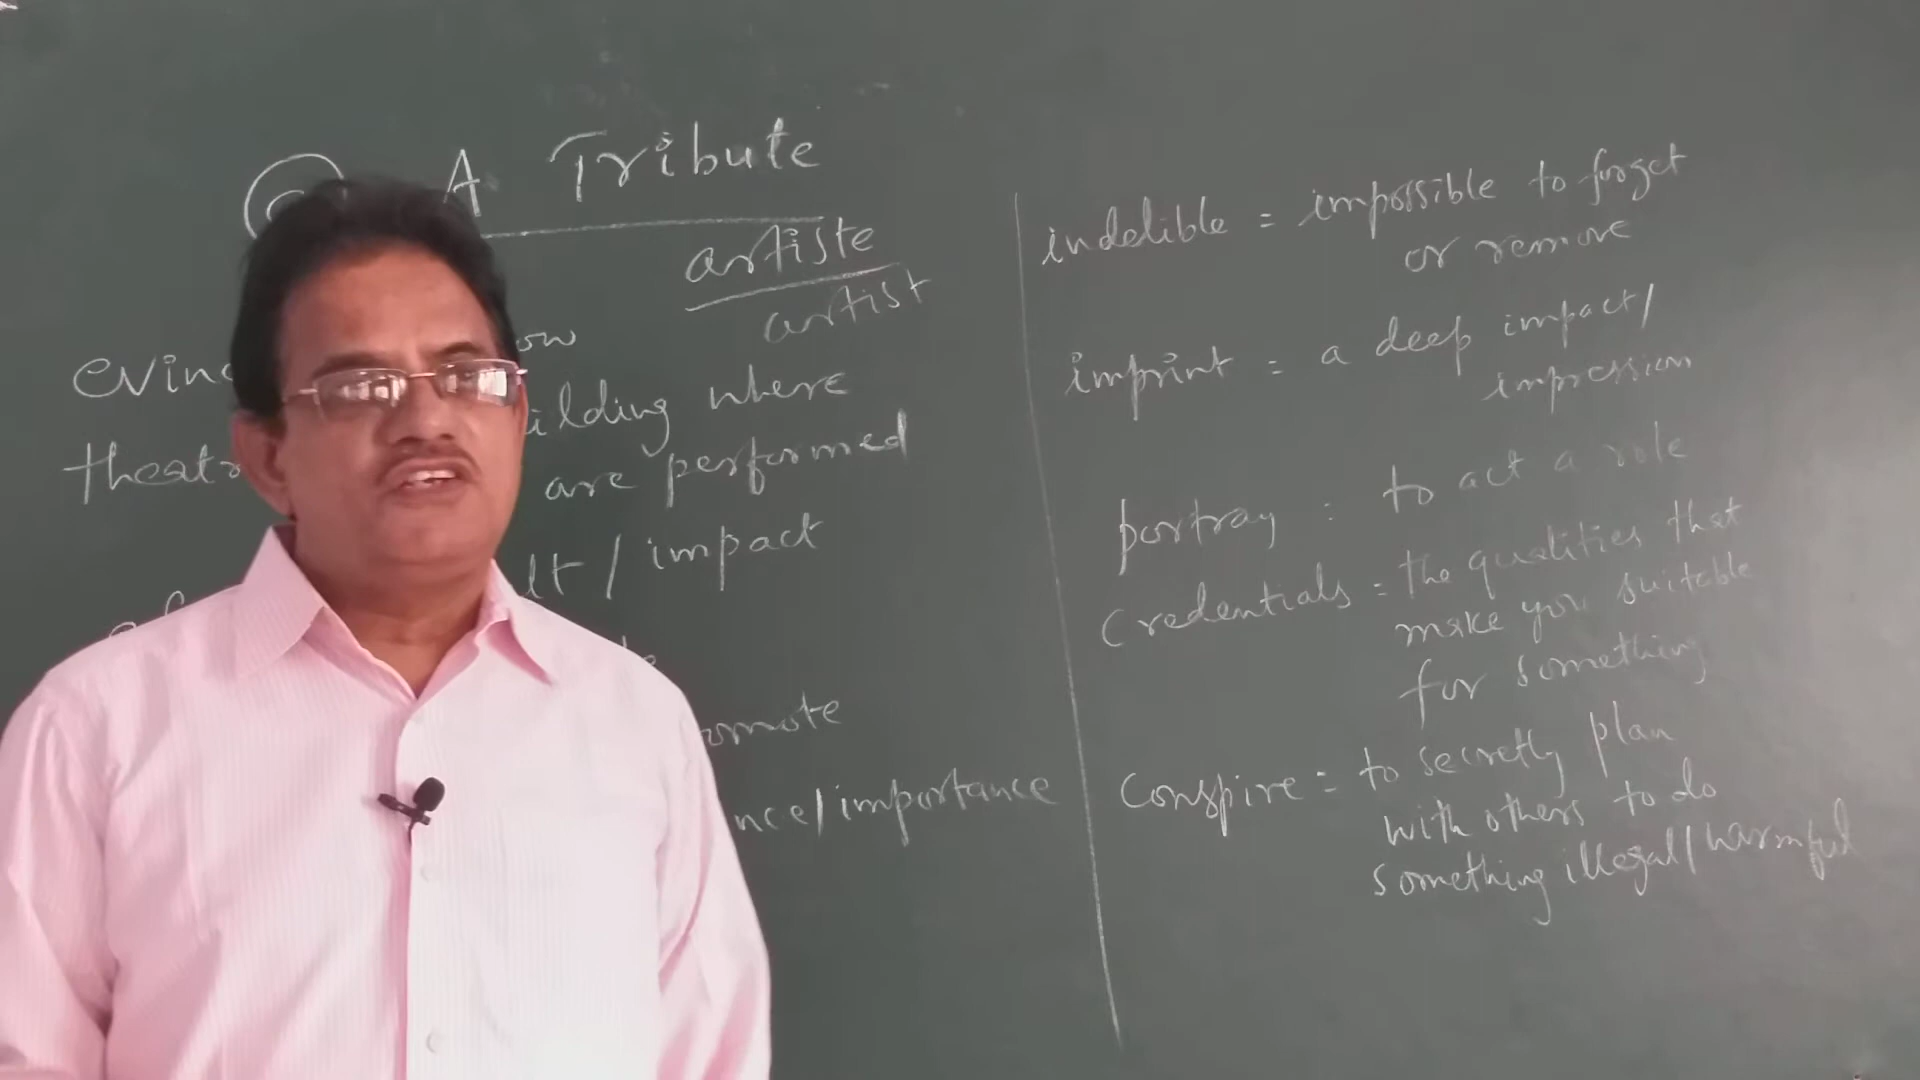 A Tribute
artiste
artist
ow
ilding where
are performed
lt / impact
omote
nce/importance
indelible = impossible to forget
or remove
imprint = a deep impact/
impression
portray : to act a role
Credentials = the qualities that
make you suitable
for something
Conspire = to secretly plan
with others to do
something illegal/harmful